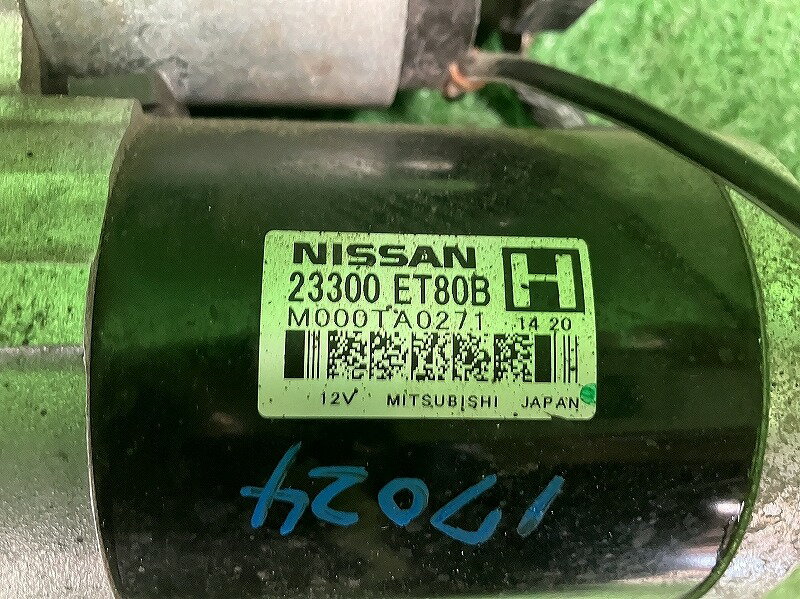 NISSAN H
23300 ET80B
M000TA0271 14 20
12V MITSUBISHI JAPAN
17024